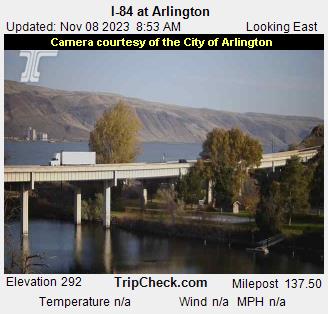 I-84 at Arlington
Updated: Nov 08 2023 8:53 AM Looking East
Camera courtesy of the City of Arlington
Elevation 292 TripCheck.com Milepost 137.50
Temperature n/a Wind n/a MPH n/a